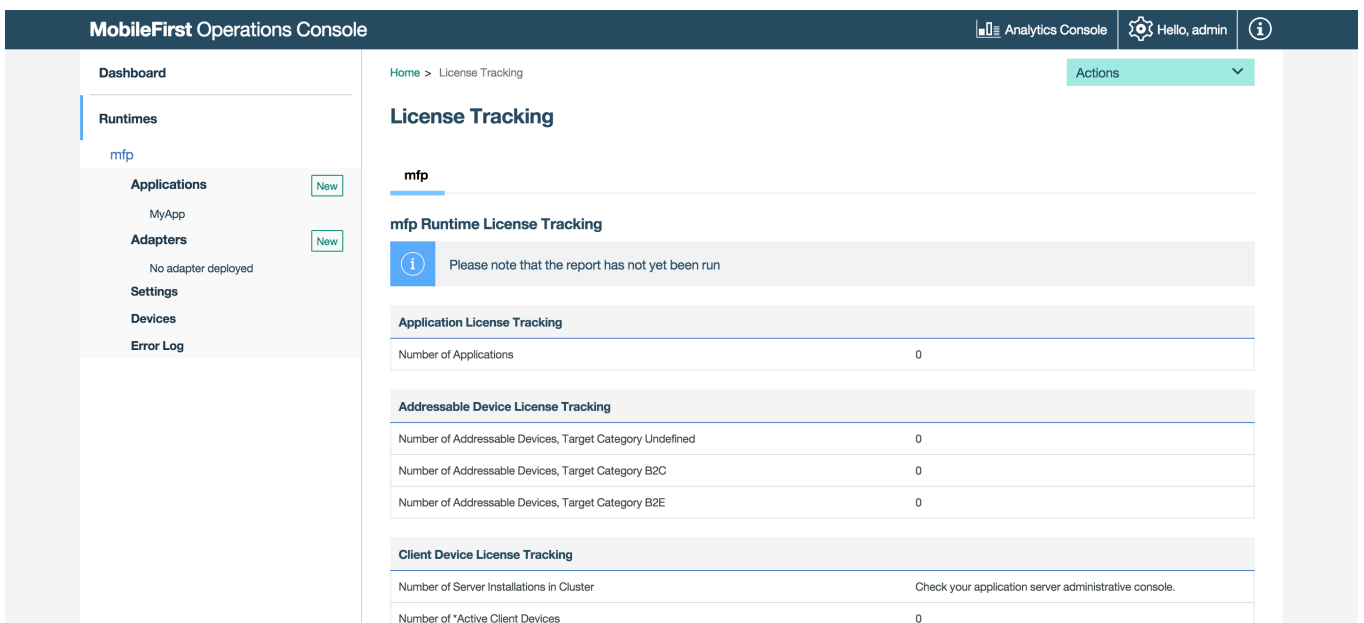 MobileFirst Operations Console
Analytics Console
Hello, admin
Dashboard
Runtimes
mfp
Applications New
MyApp
Adapters New
No adapter deployed
Settings
Devices
Error Log
Home > License Tracking
Actions
License Tracking
mfp
mfp Runtime License Tracking
Please note that the report has not yet been run
Application License Tracking
Number of Applications 0
Addressable Device License Tracking
Number of Addressable Devices, Target Category Undefined 0
Number of Addressable Devices, Target Category B2C 0
Number of Addressable Devices, Target Category B2E 0
Client Device License Tracking
Number of Server Installations in Cluster Check your application server administrative console.
Number of *Active Client Devices 0